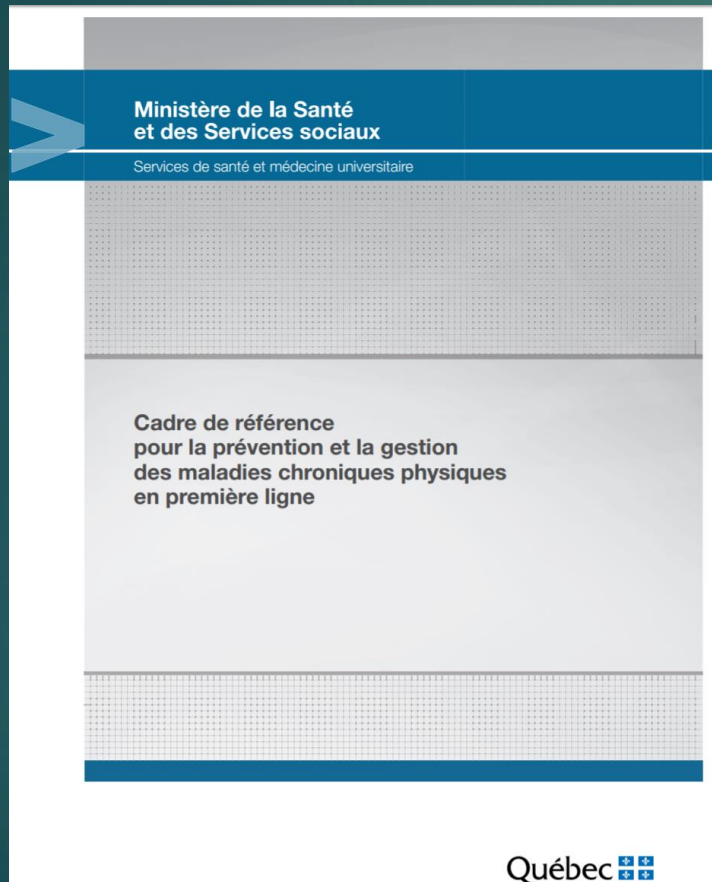 Ministère de la Santé
et des Services sociaux
Services de santé et médecine universitaire
Cadre de référence
pour la prévention et la gestion
des maladies chroniques physiques
en première ligne
Québec